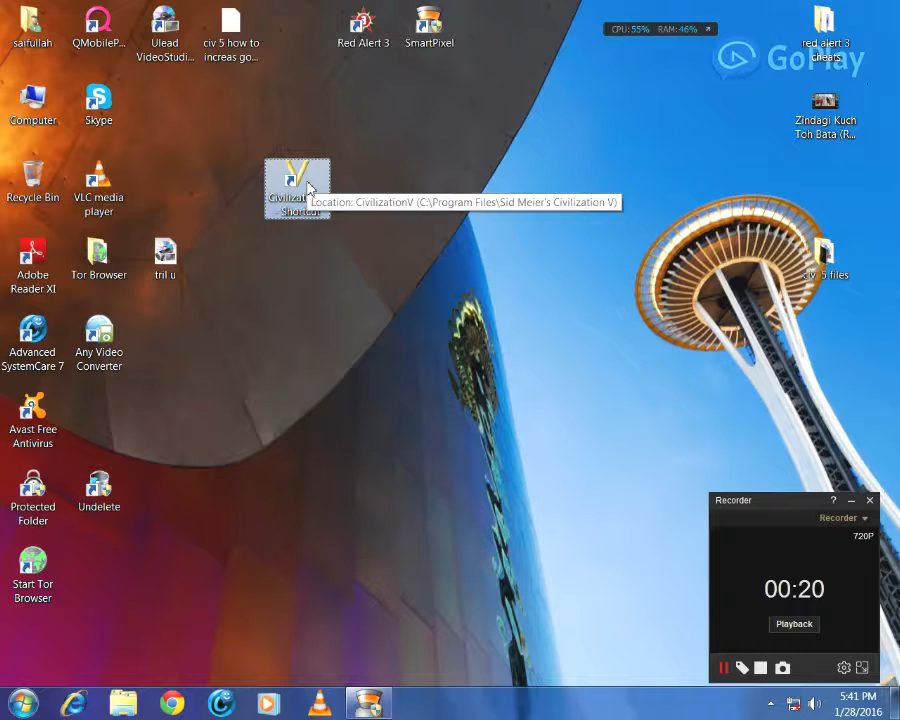 saifullah
QMobileP...
Ulead
VideoStudi...
civ 5 how to
increas go...
Red Alert 3
SmartPixel
CPU:55% RAM:46%
red alert 3
cheats
GoPlay
Computer
Skype
Zindagi Kuch
Toh Bata (R...
Recycle Bin
VLC media
player
Shortcut
Location: CivilizationV (C:\Program Files\Sid Meier's Civilization V)
Adobe
Reader XI
Tor Browser
tril u
civ 5 files
Advanced
SystemCare 7
Any Video
Converter
Avast Free
Antivirus
Protected
Folder
Undelete
Start Tor
Browser
Recorder
Recorder
720P
00:20
Playback
5:41 PM
1/28/2016